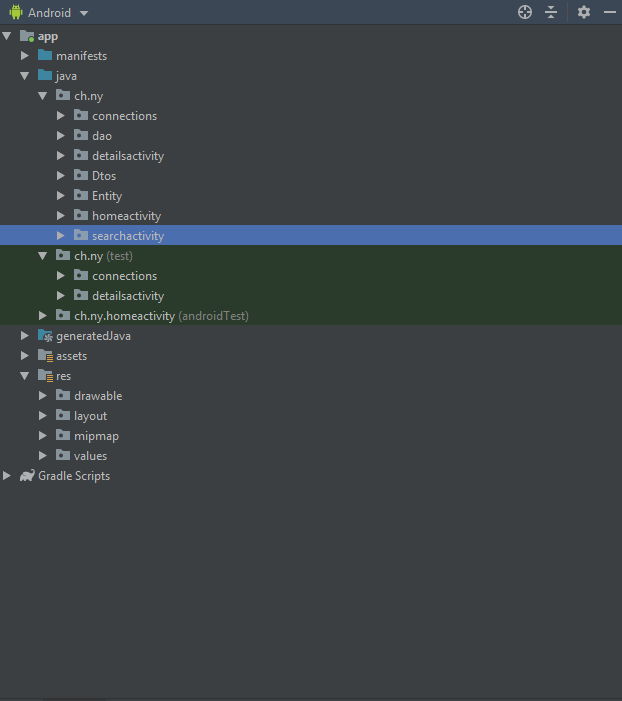 Android
app
manifests
java
ch.ny
connections
dao
detailsactivity
Dtos
Entity
homeactivity
searchactivity
ch.ny (test)
connections
detailsactivity
ch.ny.homeactivity (androidTest)
generatedJava
assets
res
drawable
layout
mipmap
values
Gradle Scripts